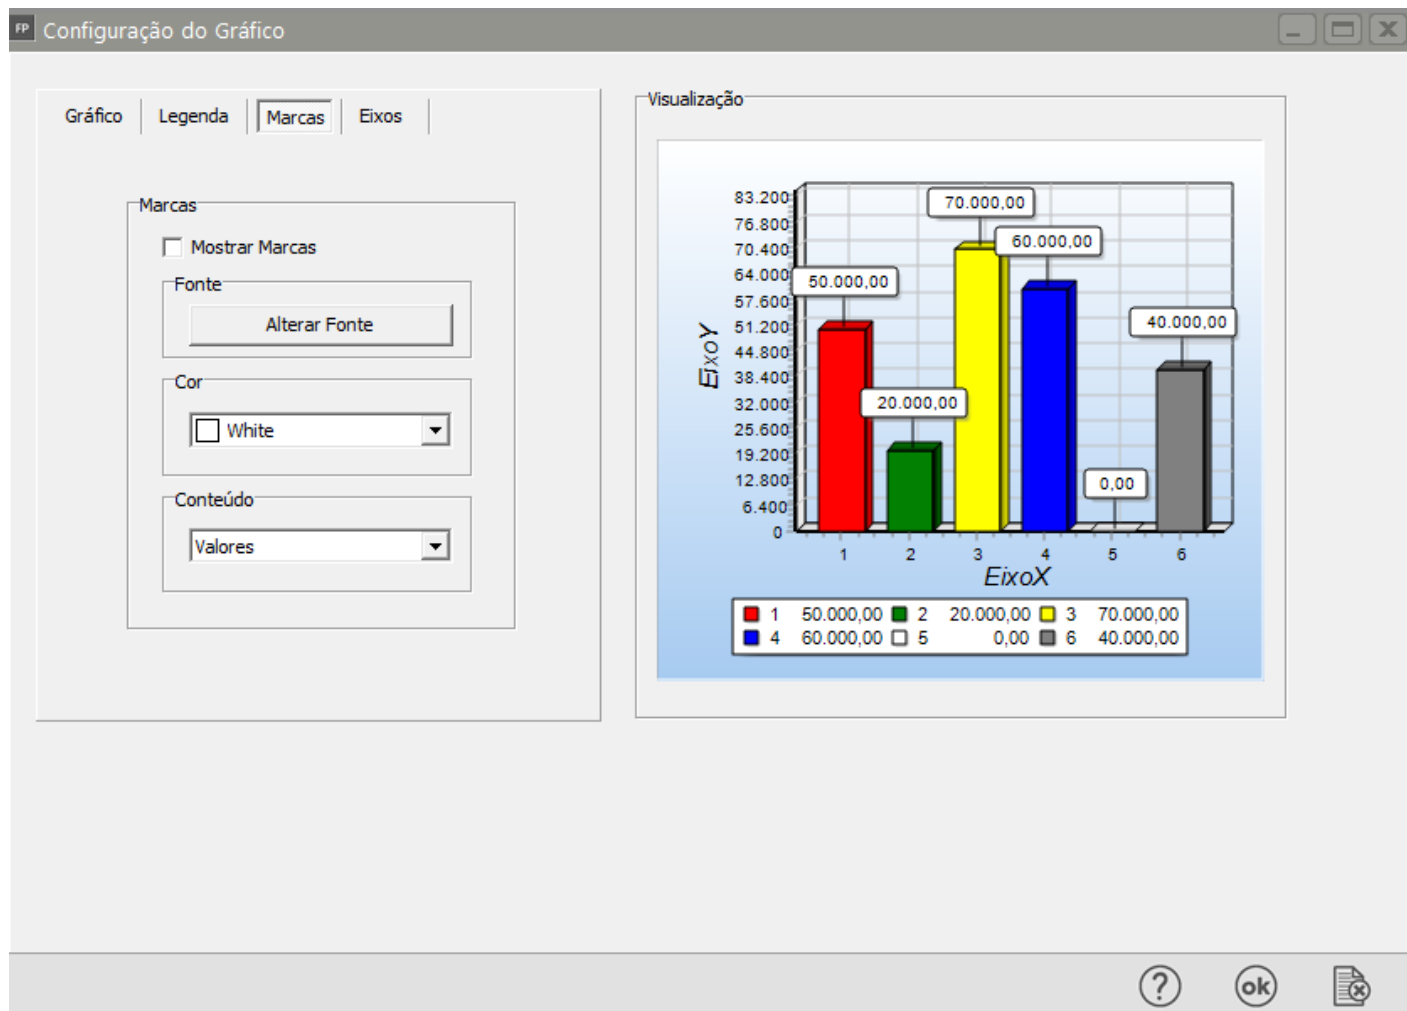 FP Configuração do Gráfico
Gráfico Legenda Marcas Eixos
Marcas
Mostrar Marcas
Fonte
Alterar Fonte
Cor
White
Conteúdo
Valores
Visualização
83.200
76.800
70.400
64.000
57.600
51.200
44.800
38.400
32.000
25.600
19.200
12.800
6.400
0
EixoY
70.000,00
60.000,00
50.000,00
40.000,00
20.000,00
0,00
1 2 3 4 5 6
EixoX
1 50.000,00 2 20.000,00 3 70.000,00
4 60.000,00 5 0,00 6 40.000,00
? ok